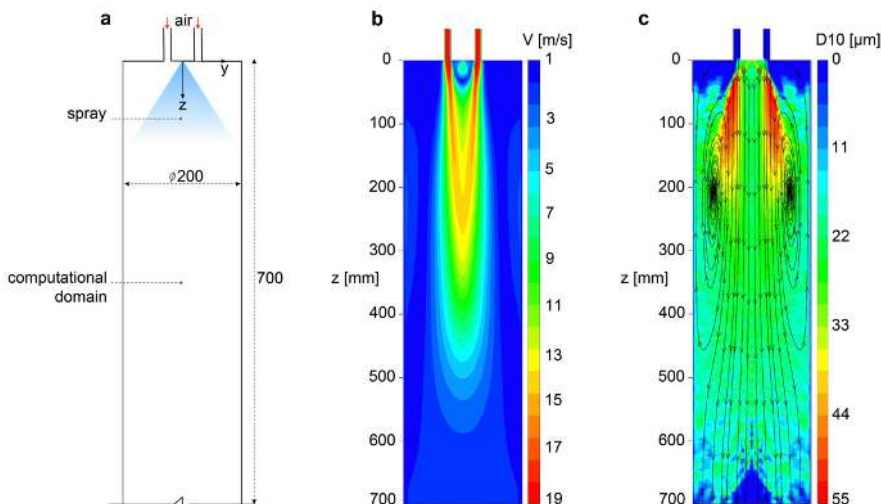 a
air
y
z
spray
⌀200
computational
domain
700
b
V [m/s]
0
100
200
300
z [mm]
400
500
600
700
1
3
5
7
9
11
13
15
17
19
c
D10 [µm]
0
100
200
300
z [mm]
400
500
600
700
0
11
22
33
44
55